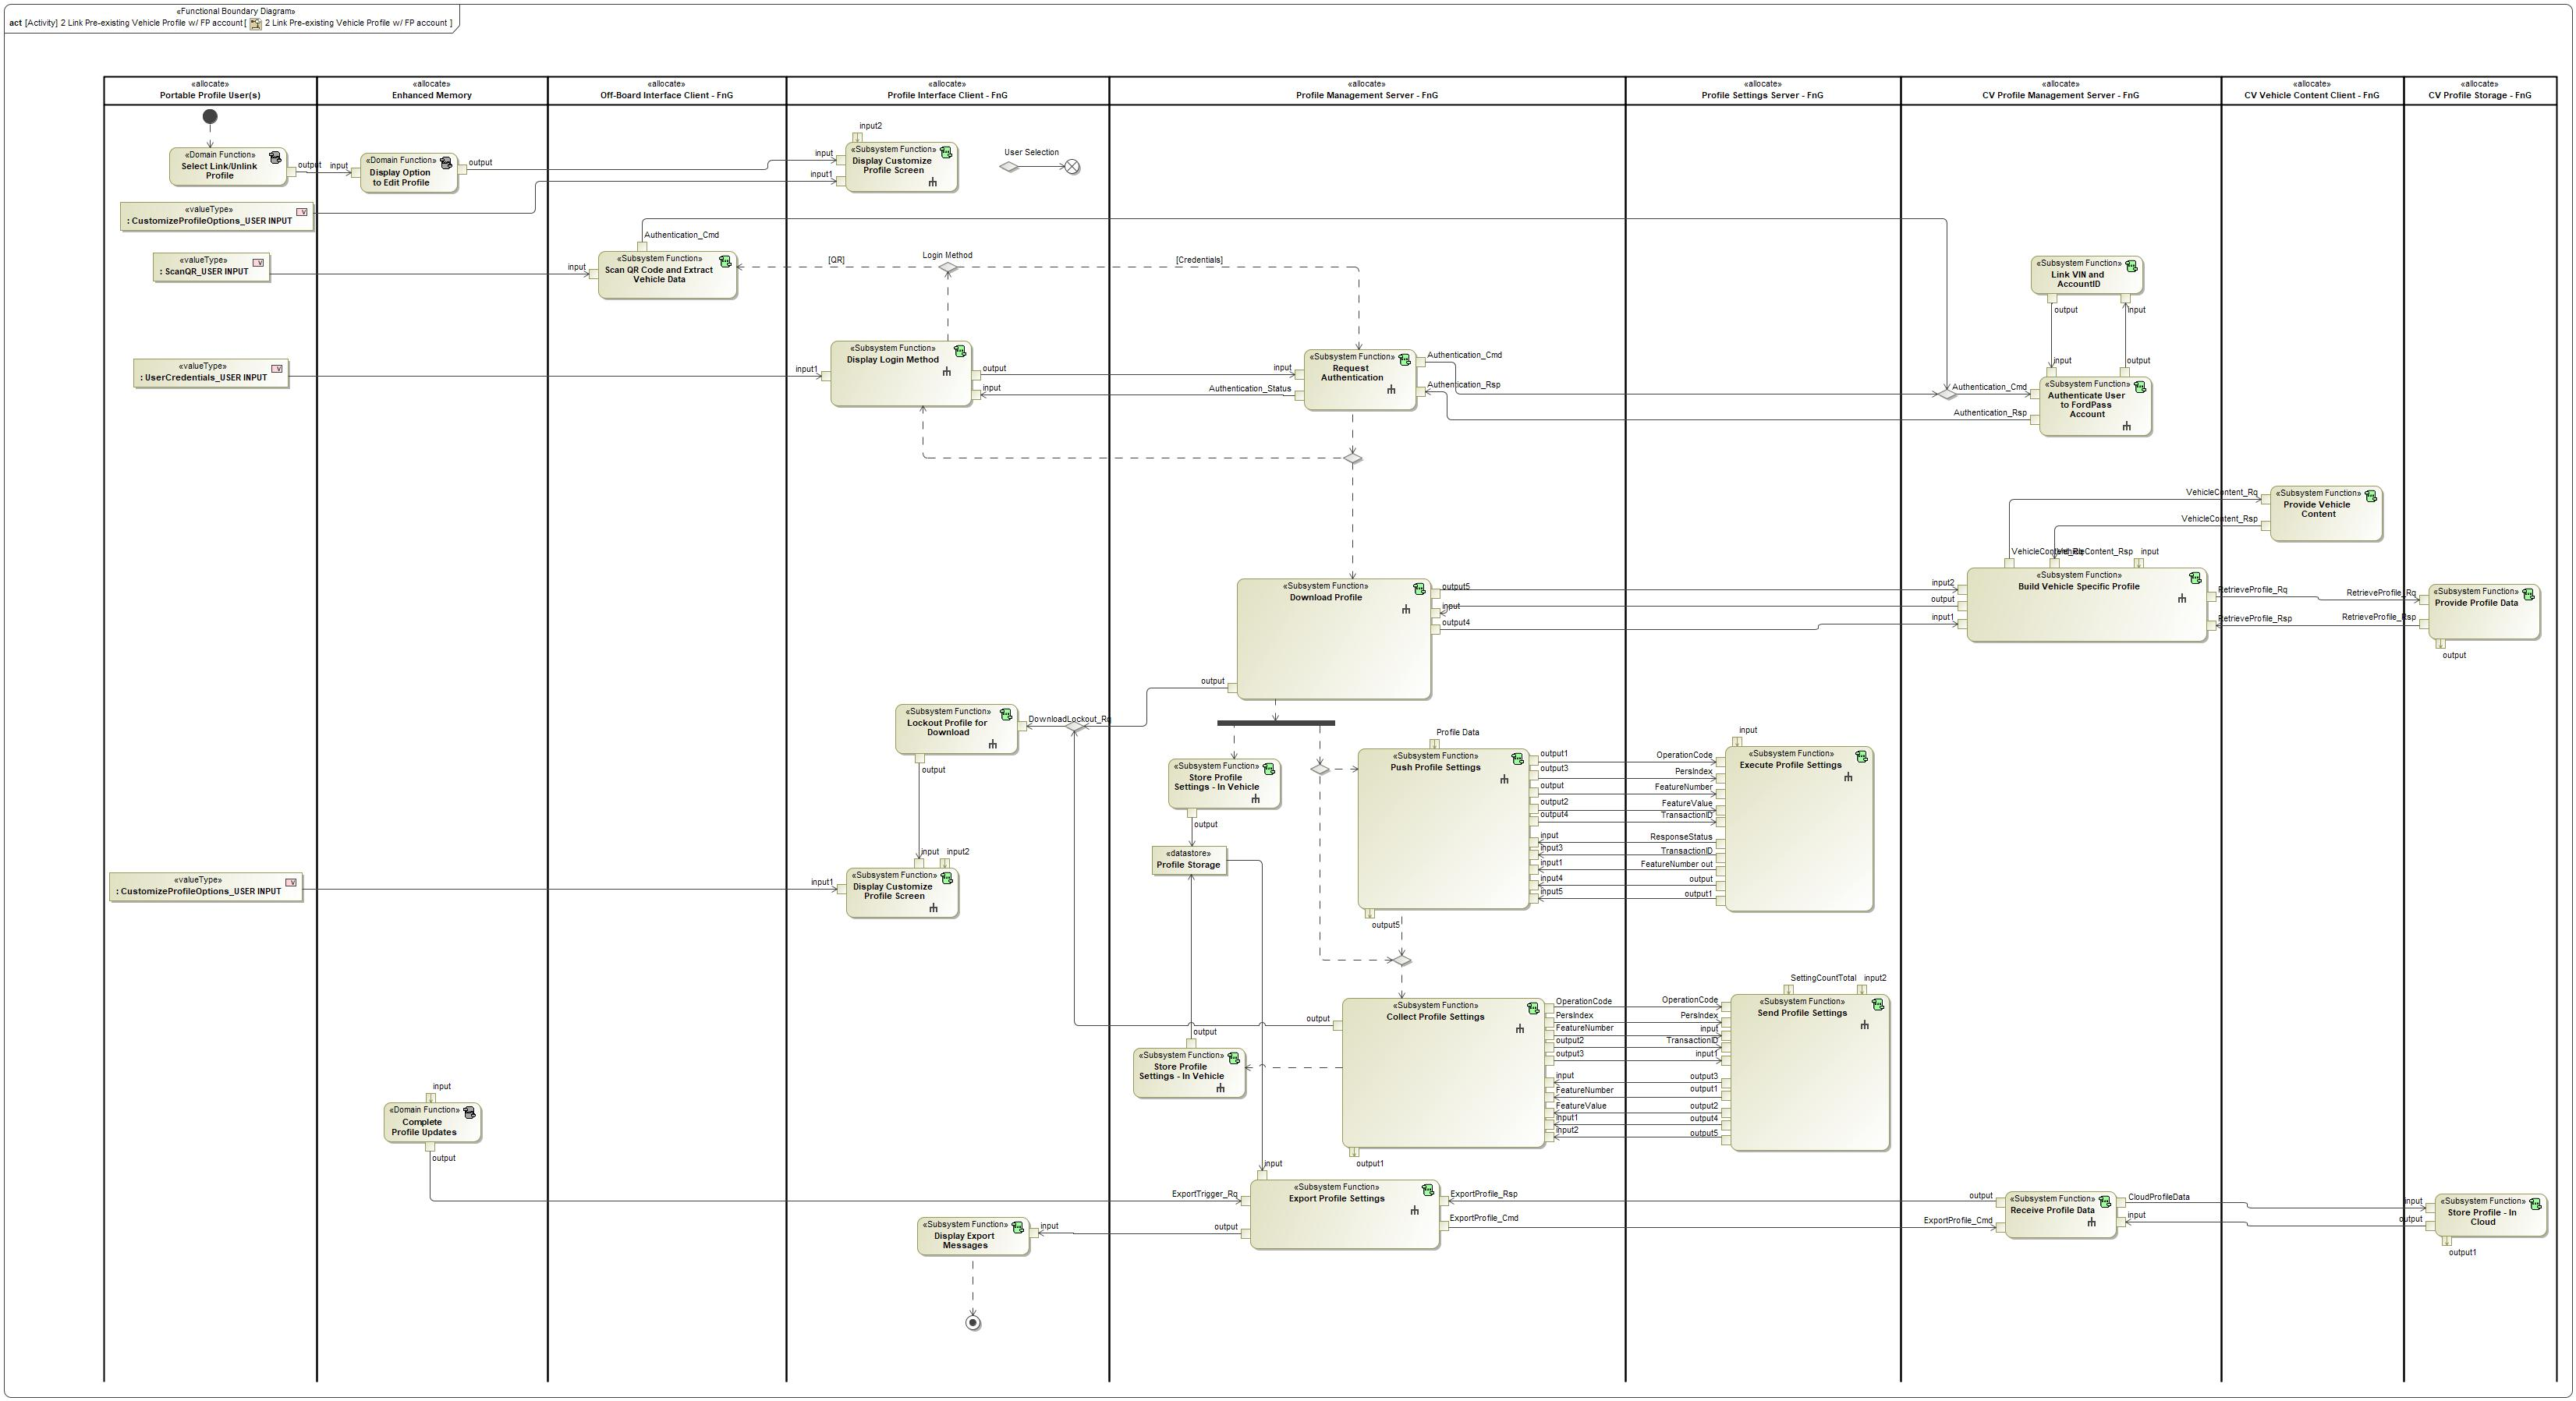 «Functional Boundary Diagram»
act [Activity] 2 Link Pre-existing Vehicle Profile w/ FP account [ 2 Link Pre-existing Vehicle Profile w/ FP account ]
«allocate»
Portable Profile User(s)
«allocate»
Enhanced Memory
«allocate»
Off-Board Interface Client - FnG
«allocate»
Profile Interface Client - FnG
«allocate»
Profile Management Server - FnG
«allocate»
Profile Settings Server - FnG
«allocate»
CV Profile Management Server - FnG
«allocate»
CV Vehicle Content Client - FnG
«allocate»
CV Profile Storage - FnG
«Domain Function»
Select Link/Unlink
Profile
output
input
«Domain Function»
Display Option
to Edit Profile
output
input2
input
input1
«Subsystem Function»
Display Customize
Profile Screen
User Selection
«valueType»
: CustomizeProfileOptions_USER INPUT
«valueType»
: ScanQR_USER INPUT
input
Authentication_Cmd
«Subsystem Function»
Scan QR Code and Extract
Vehicle Data
[QR]
Login Method
[Credentials]
«Subsystem Function»
Link VIN and
AccountID
output
input
input
output
«valueType»
: UserCredentials_USER INPUT
input1
«Subsystem Function»
Display Login Method
output
input
input
Authentication_Status
«Subsystem Function»
Request
Authentication
Authentication_Cmd
Authentication_Rsp
Authentication_Cmd
Authentication_Rsp
«Subsystem Function»
Authenticate User
to FordPass
Account
VehicleContent_Rq
VehicleContent_Rsp
«Subsystem Function»
Provide Vehicle
Content
VehicleContent_Rq
VehicleContent_Rsp
input
«Subsystem Function»
Download Profile
output5
input
output4
output
input2
output
input1
«Subsystem Function»
Build Vehicle Specific Profile
RetrieveProfile_Rq
RetrieveProfile_Rsp
RetrieveProfile_Rq
RetrieveProfile_Rsp
«Subsystem Function»
Provide Profile Data
output
«Subsystem Function»
Lockout Profile for
Download
DownloadLockout_Rq
output
«Subsystem Function»
Store Profile
Settings - In Vehicle
output
«datastore»
Profile Storage
Profile Data
«Subsystem Function»
Push Profile Settings
output1
output3
output
output2
output4
input
input3
input1
input4
input5
output5
OperationCode
PersIndex
FeatureNumber
FeatureValue
TransactionID
ResponseStatus
TransactionID
FeatureNumber out
output
output1
input
«Subsystem Function»
Execute Profile Settings
«valueType»
: CustomizeProfileOptions_USER INPUT
input1
input
input2
«Subsystem Function»
Display Customize
Profile Screen
output
«Subsystem Function»
Collect Profile Settings
OperationCode
PersIndex
FeatureNumber
output2
output3
input
FeatureNumber
FeatureValue
input1
input2
output1
OperationCode
PersIndex
input
TransactionID
input1
output3
output1
output2
output4
output5
SettingCountTotal
input2
«Subsystem Function»
Send Profile Settings
output
«Subsystem Function»
Store Profile
Settings - In Vehicle
input
«Domain Function»
Complete
Profile Updates
output
input
ExportTrigger_Rq
output
«Subsystem Function»
Export Profile Settings
ExportProfile_Rsp
ExportProfile_Cmd
output
ExportProfile_Cmd
«Subsystem Function»
Receive Profile Data
CloudProfileData
input
input
output
«Subsystem Function»
Store Profile - In
Cloud
output1
«Subsystem Function»
Display Export
Messages
input